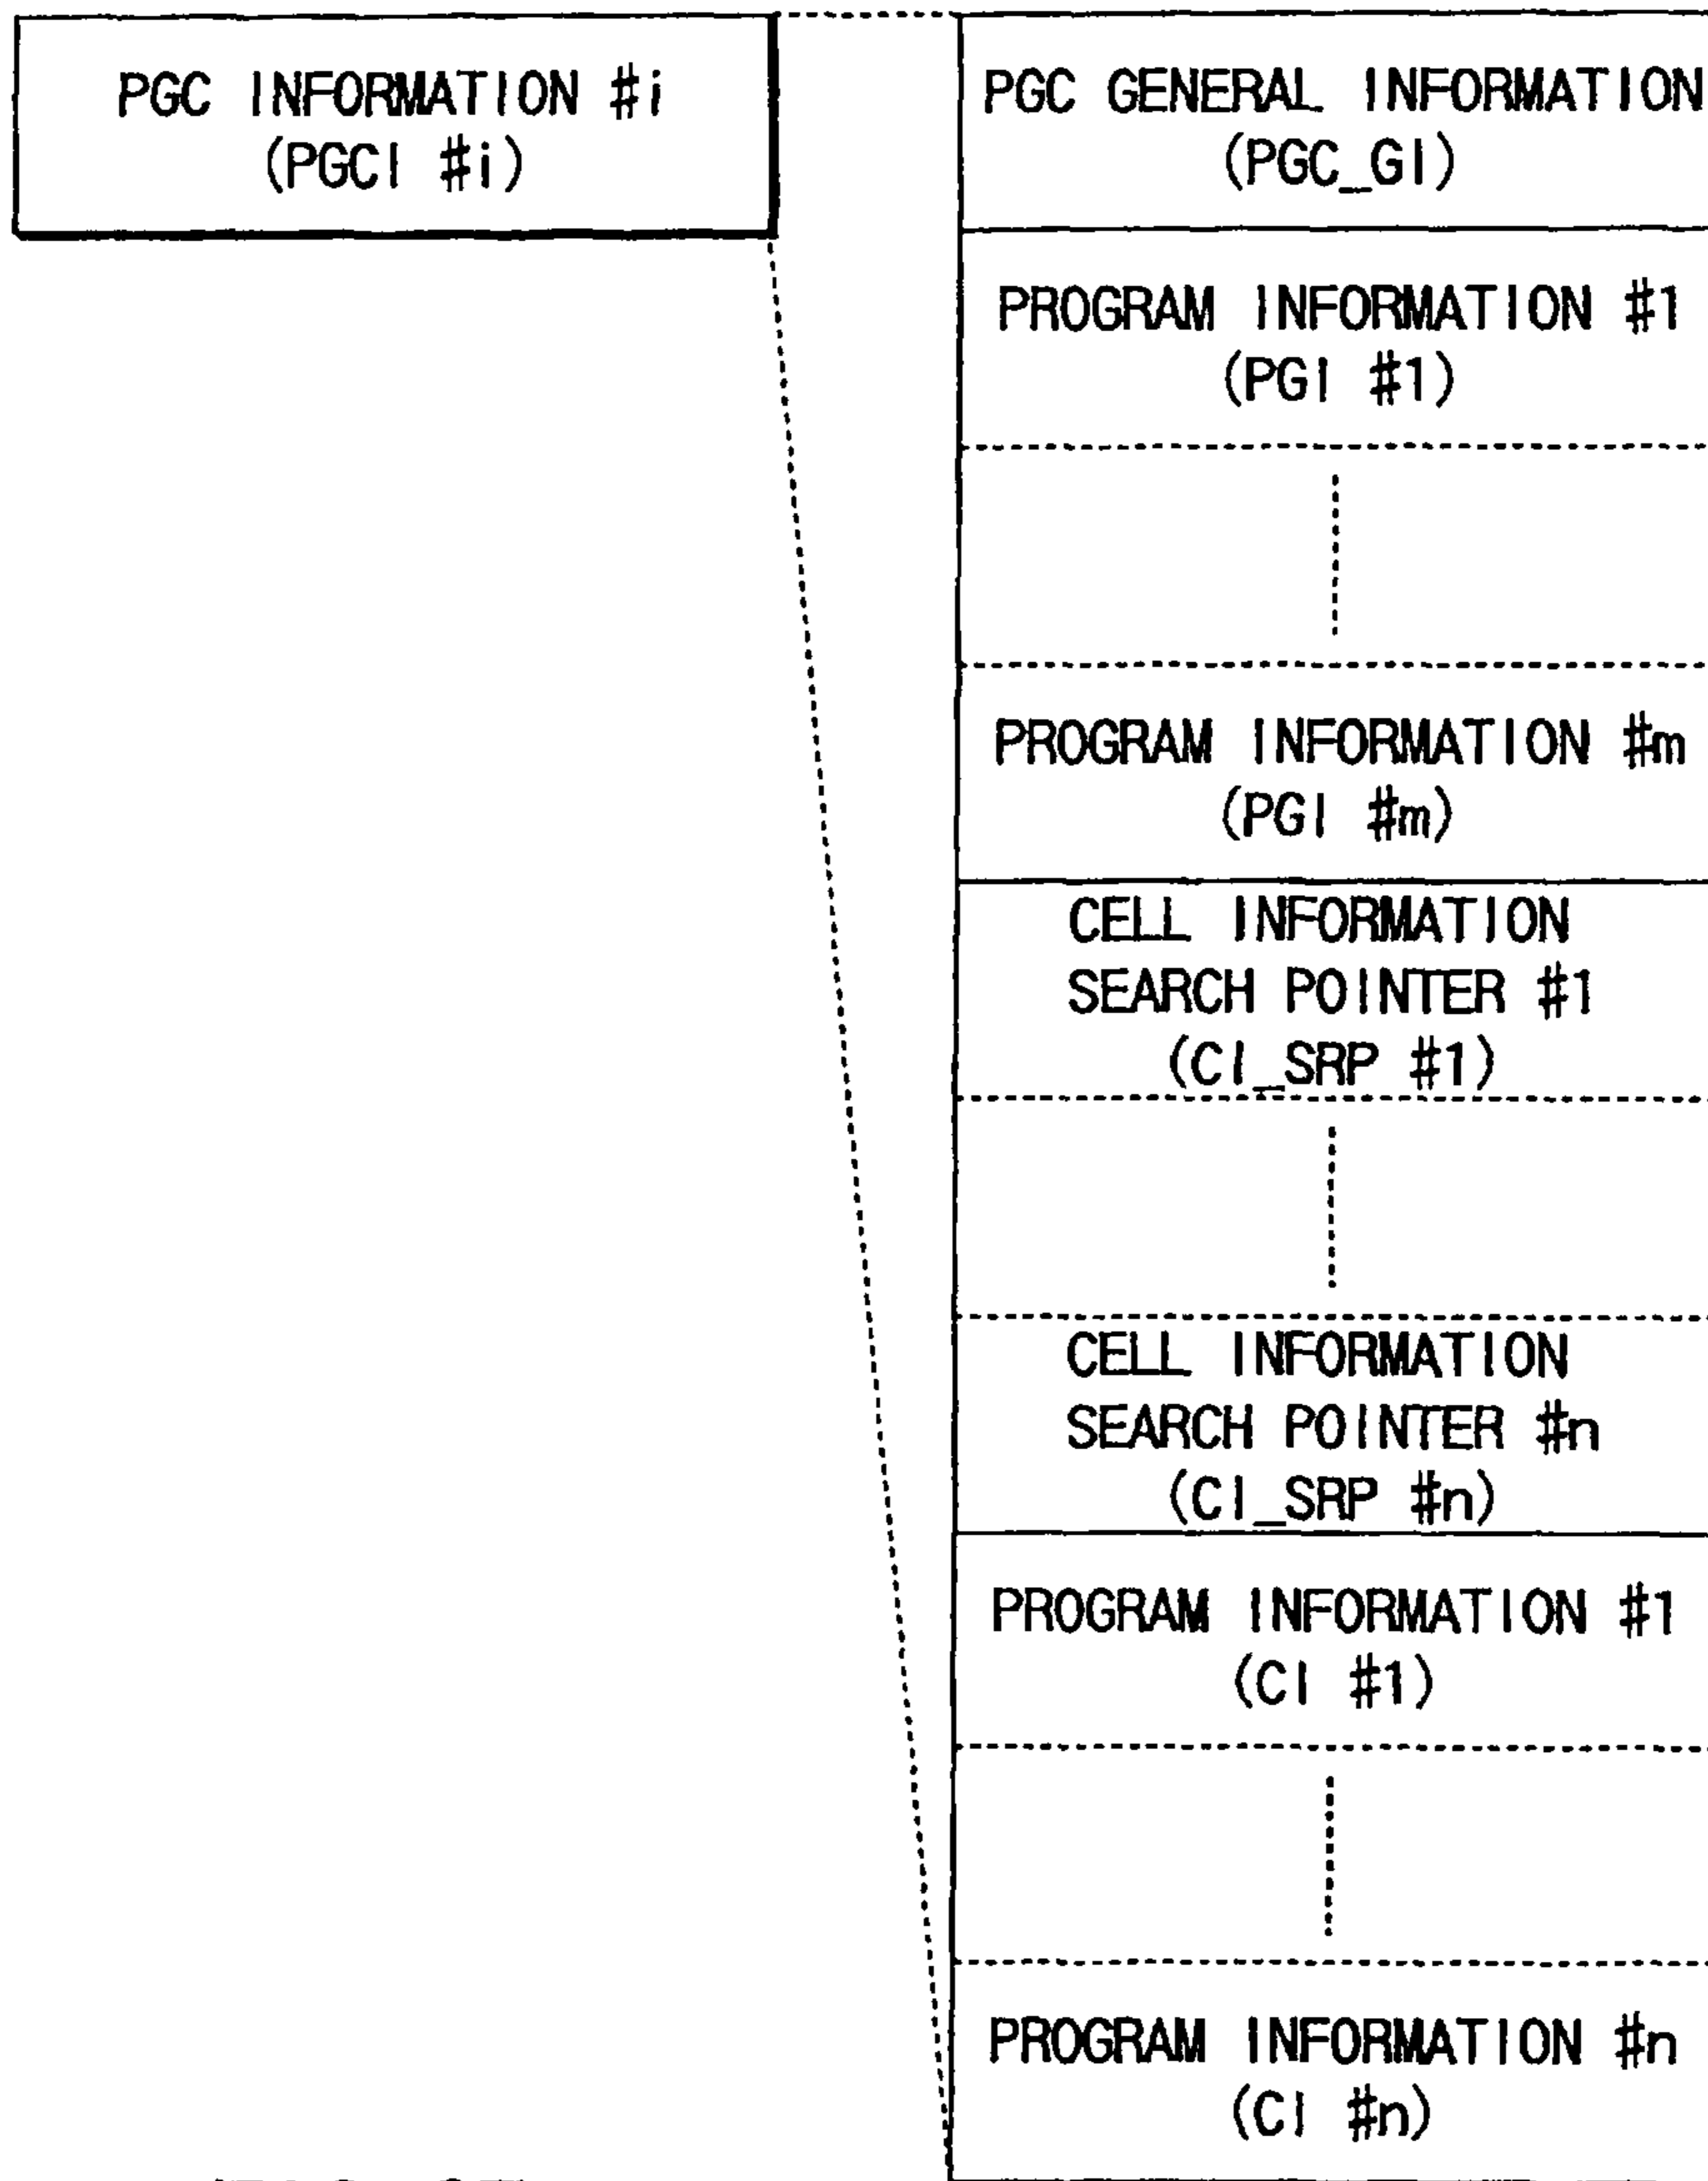 PGC INFORMATION #i
(PGCI #i)
PGC GENERAL INFORMATION
(PGC_GI)
PROGRAM INFORMATION #1
(PGI #1)
PROGRAM INFORMATION #m
(PGI #m)
CELL INFORMATION
SEARCH POINTER #1
(CI_SRP #1)
CELL INFORMATION
SEARCH POINTER #n
(CI_SRP #n)
PROGRAM INFORMATION #1
(CI #1)
PROGRAM INFORMATION #n
(CI #n)